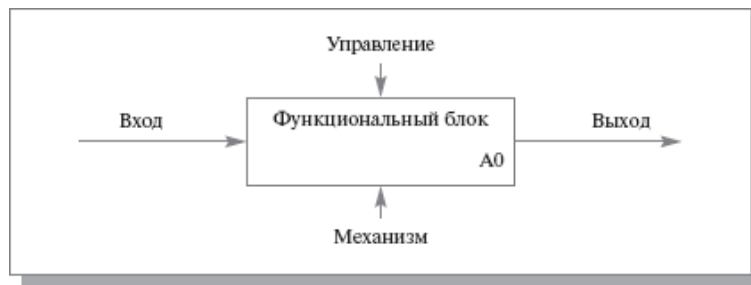 Управление
Вход
Функциональный блок
Выход
A0
Механизм